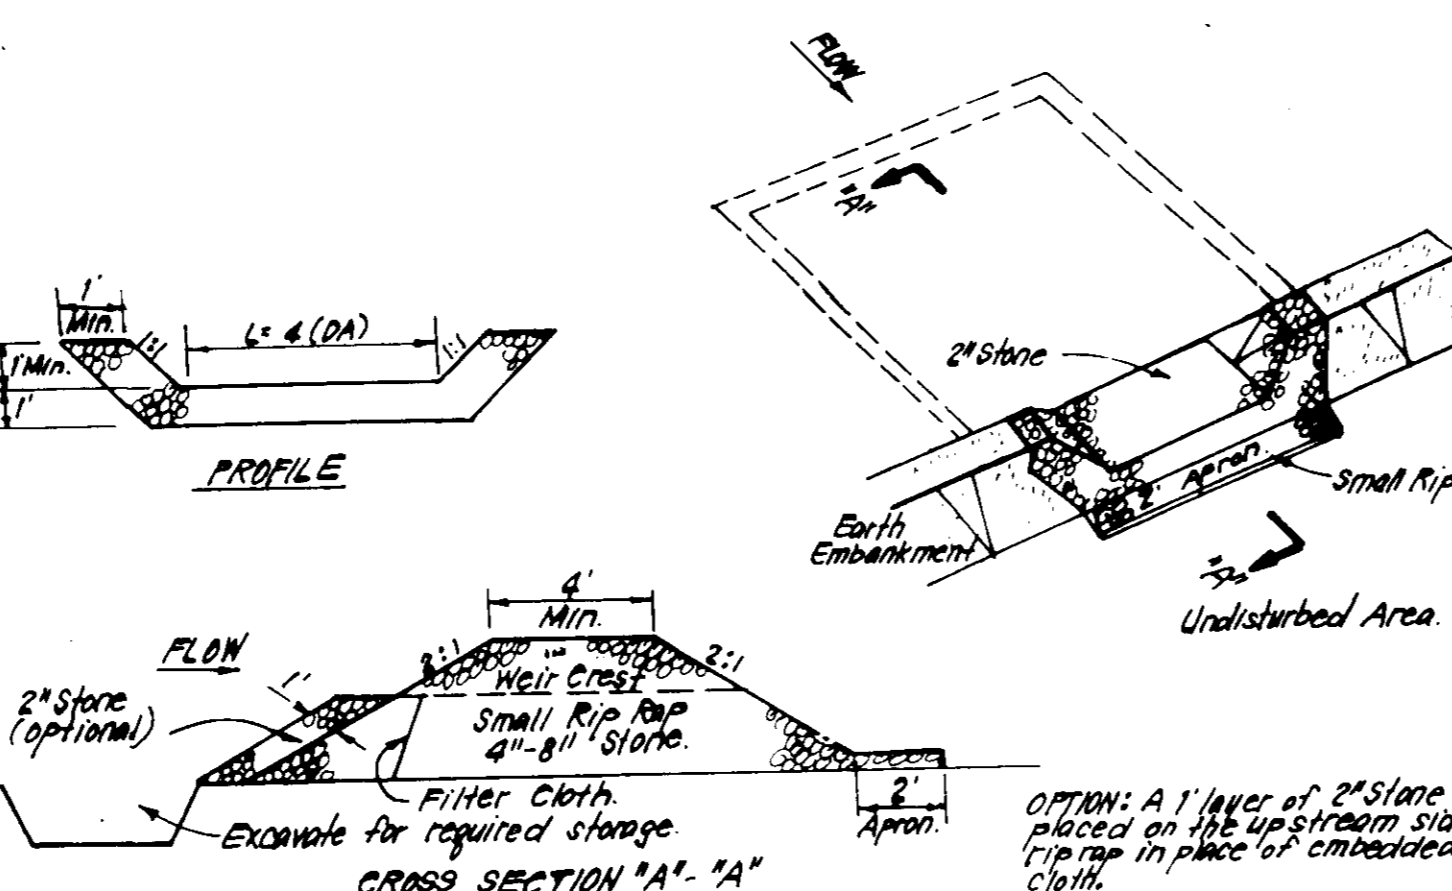 FLOW
"A"
1'
Min.
1:1
L= 4 (DA)
1:1
1' Min.
1'
PROFILE
2" Stone
2' Apron.
Small Rip
Earth
Embankment
"A"
Undisturbed Area.
4'
Min.
FLOW
2:1
2:1
1'
Weir Crest
2" Stone
(optional)
Small Rip Rap
4"-8" Stone.
Filter Cloth.
2'
Apron.
Excavate for required storage.
CROSS SECTION "A"- "A"
OPTION: A 1' layer of 2" Stone
placed on the upstream sid
rip rap in place of embedded
cloth.